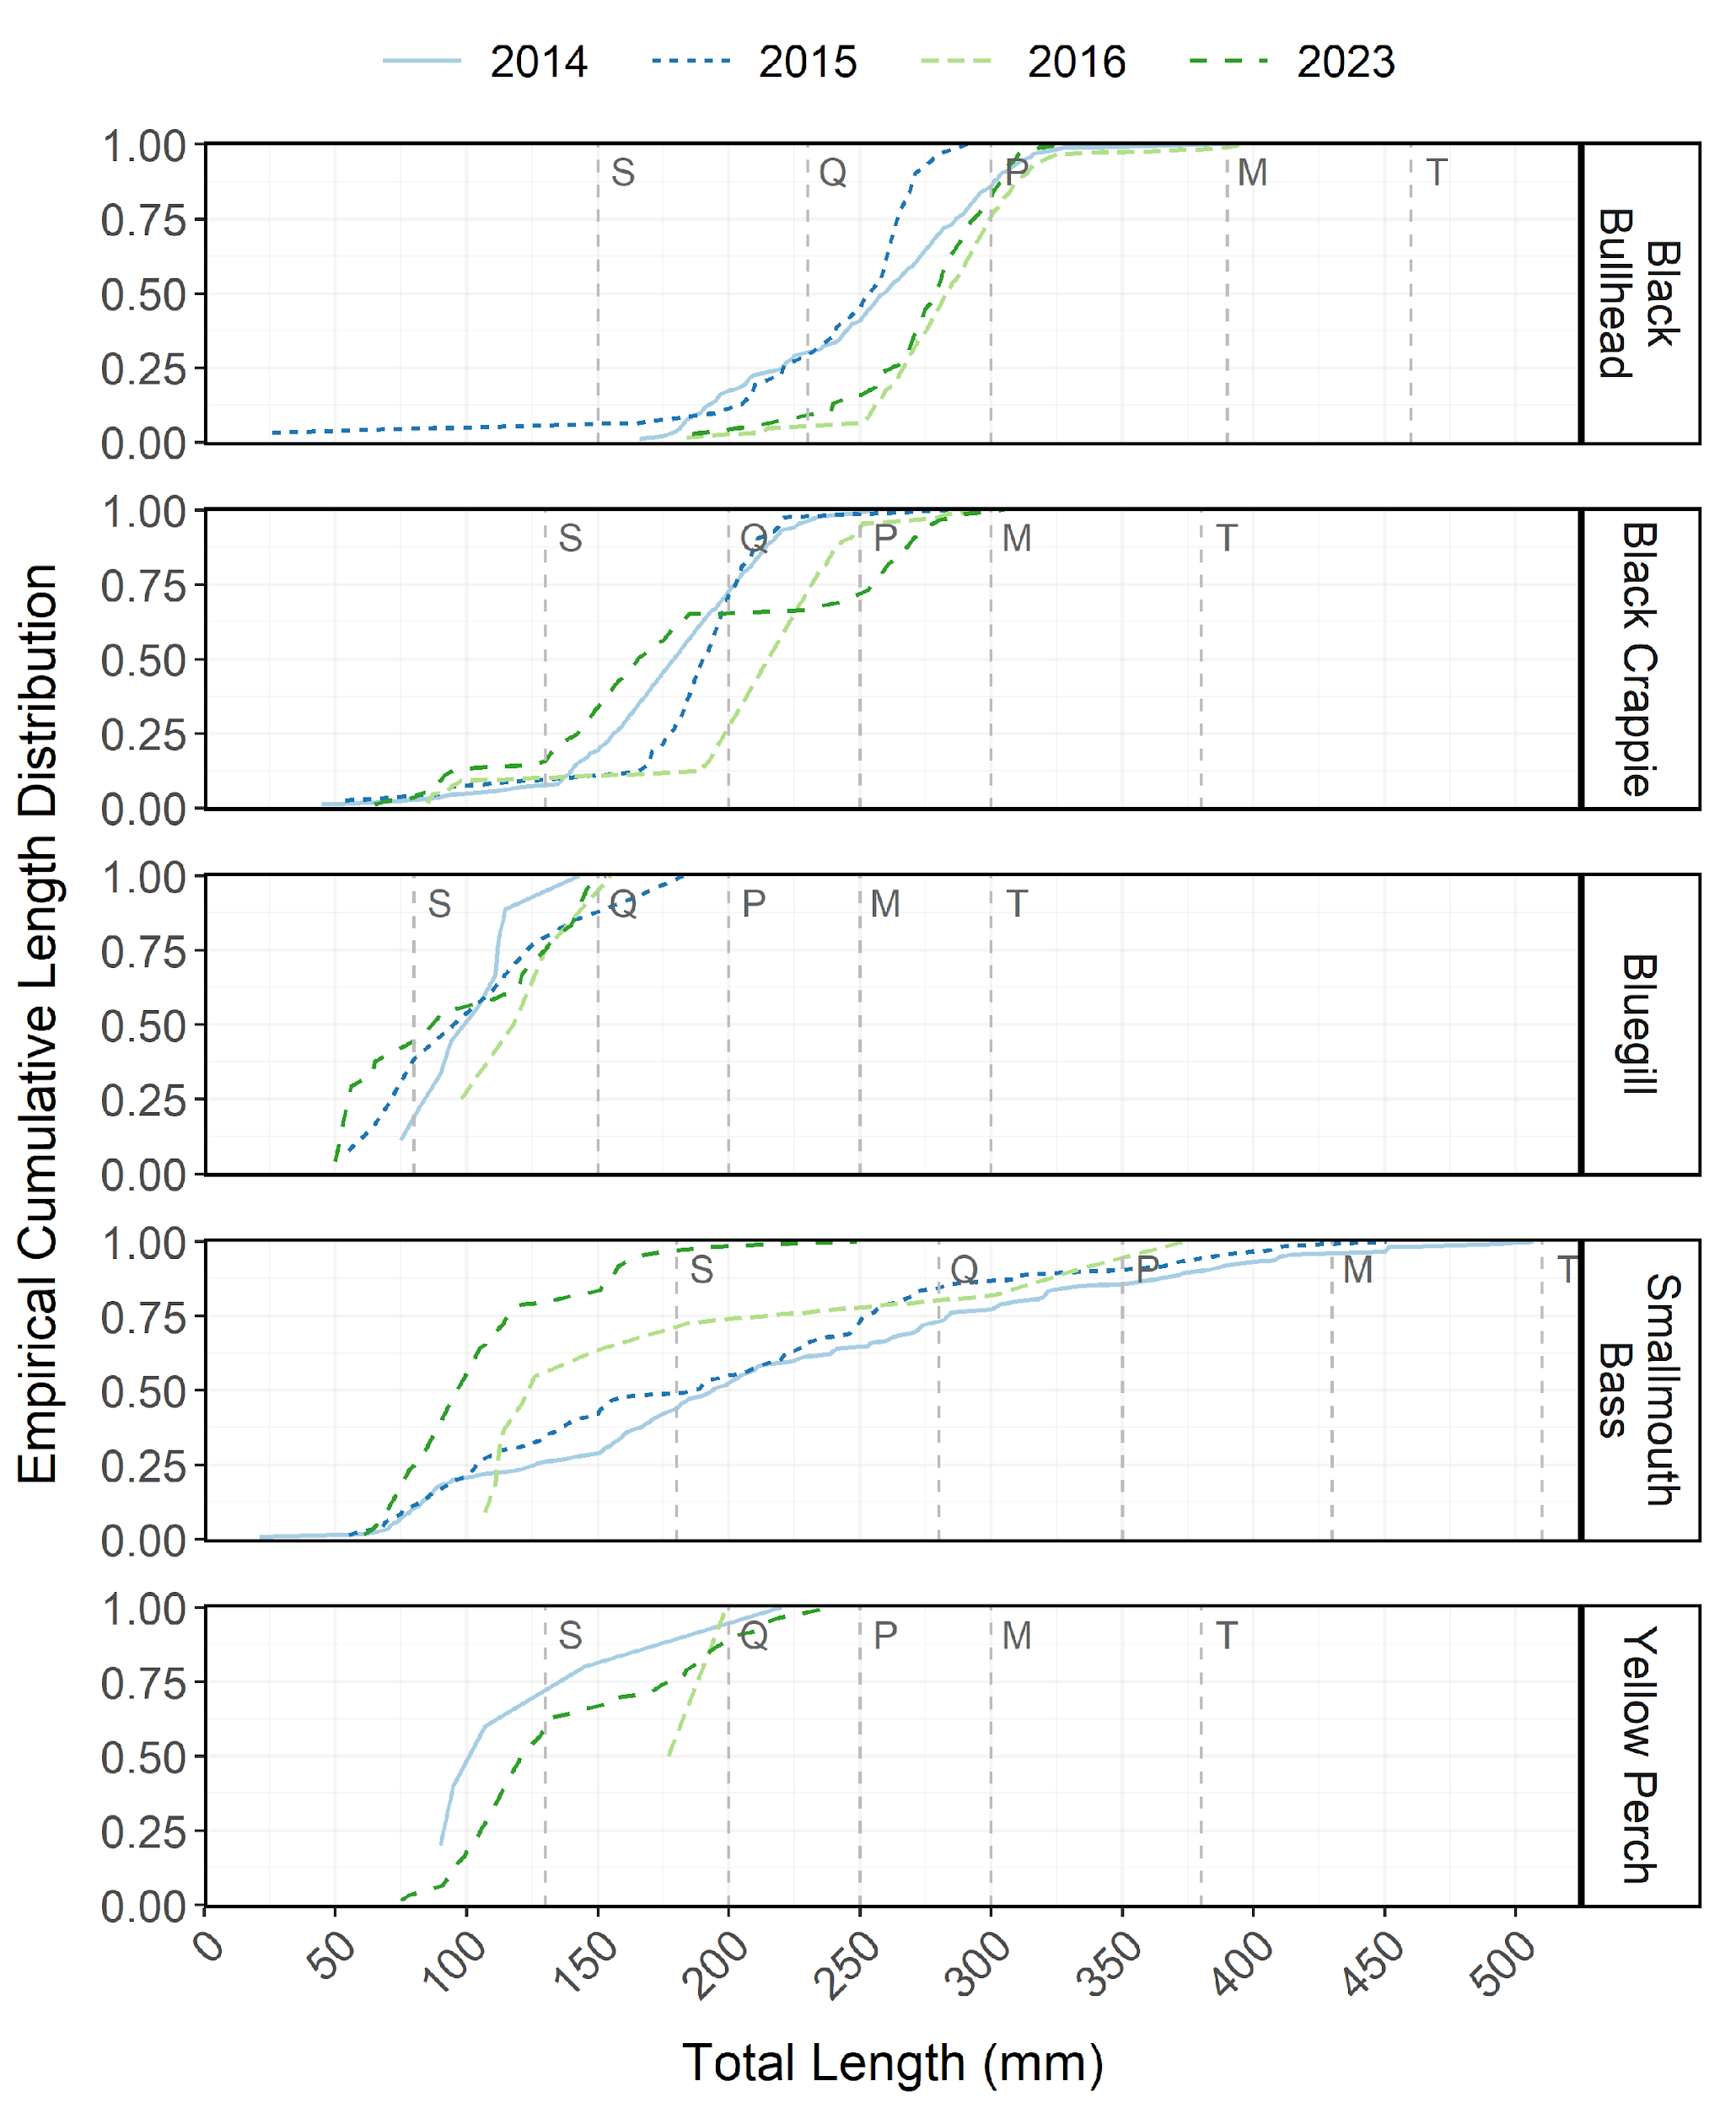 2014 2015 2016 2023
Empirical Cumulative Length Distribution
1.00
0.75
0.50
0.25
0.00
S Q P M T
Black
Bullhead
1.00
0.75
0.50
0.25
0.00
S Q P M T
Black Crappie
1.00
0.75
0.50
0.25
0.00
S Q P M T
Bluegill
1.00
0.75
0.50
0.25
0.00
S Q P M T
Smallmouth
Bass
1.00
0.75
0.50
0.25
0.00
S Q P M T
Yellow Perch
0 50 100 150 200 250 300 350 400 450 500
Total Length (mm)